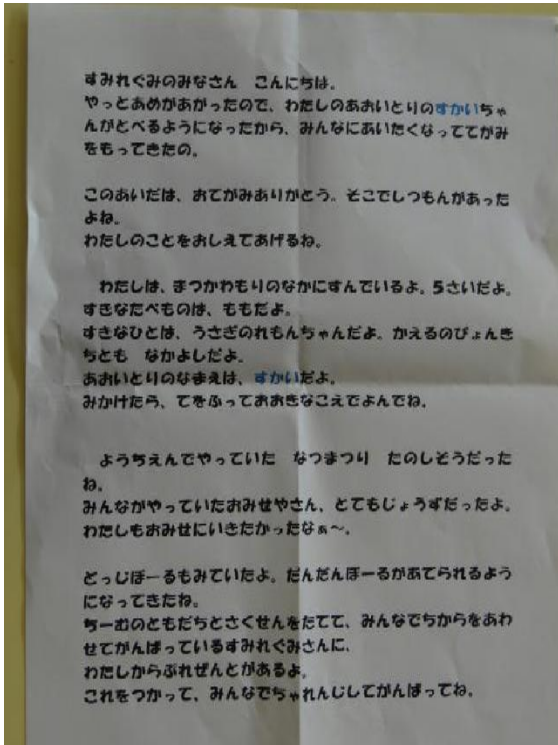 すみれぐみのみなさん　こんにちは。
やっとあめがあがったので、わたしのあおいとりのすかいちゃ
んがとべるようになったから、みんなにあいたくなっててがみ
をもってきたの。
このあいだは、おてがみありがとう。そこでしつもんがあった
よね。
わたしのことをおしえてあげるね。
わたしは、まつかわもりのなかにすんでいるよ。5さいだよ。
すきなたべものは、ももだよ。
すきなひとは、うさぎのれもんちゃんだよ。かえるのぴょんき
ちとも　なかよしだよ。
あおいとりのなまえは、すかいだよ。
みかけたら、てをふっておおきなこえでよんでね。
ようちえんでやっていた　なつまつり　たのしそうだった
ね。
みんながやっていたおみせやさん、とてもじょうずだったよ。
わたしもおみせにいきたかったなぁ～。
どっじぼーるもみていたよ。だんだんぼーるがあてられるよう
になってきたね。
ちーむのともだちとさくせんをたてて、みんなでちからをあわ
せてがんばっているすみれぐみさんに、
わたしからぷれぜんとがあるよ。
これをつかって、みんなでちゃれんじしてがんばってね。